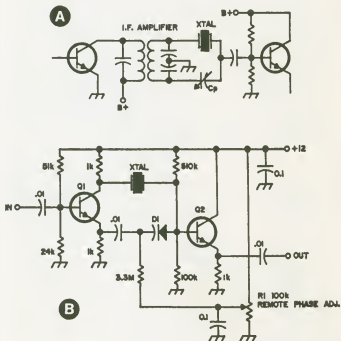 A
I.F. AMPLIFIER
XTAL
B+
Cp
B+
+12
51k
1k
XTAL
510k
0.1
Q1
IN
.01
.01
D1
Q2
.01
OUT
24k
1k
3.3M
100k
1k
R1 100k
REMOTE PHASE ADJ.
0.1
B